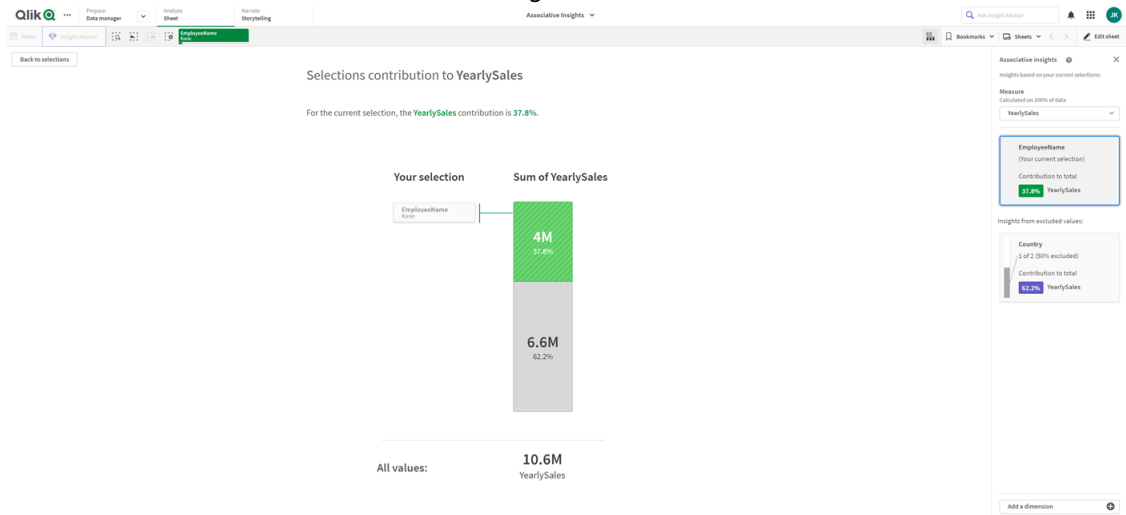 Qlik
Prepare
Data manager
Analyze
Sheet
Narrate
Storytelling
Associative Insights
Ask Insight Advisor
JK
Notes
Insight Advisor
EmployeeName
Kasie
Bookmarks
Sheets
Edit sheet
Back to selections
Selections contribution to YearlySales
For the current selection, the YearlySales contribution is 37.8%.
Your selection
Sum of YearlySales
EmployeeName
Kasie
4M
37.8%
6.6M
62.2%
All values:
10.6M
YearlySales
Associative insights
Insights based on your current selections:
Measure
Calculated on 100% of data
YearlySales
EmployeeName
(Your current selection)
Contribution to total
37.8% YearlySales
Insights from excluded values:
Country
1 of 2 (50% excluded)
Contribution to total
62.2% YearlySales
Add a dimension